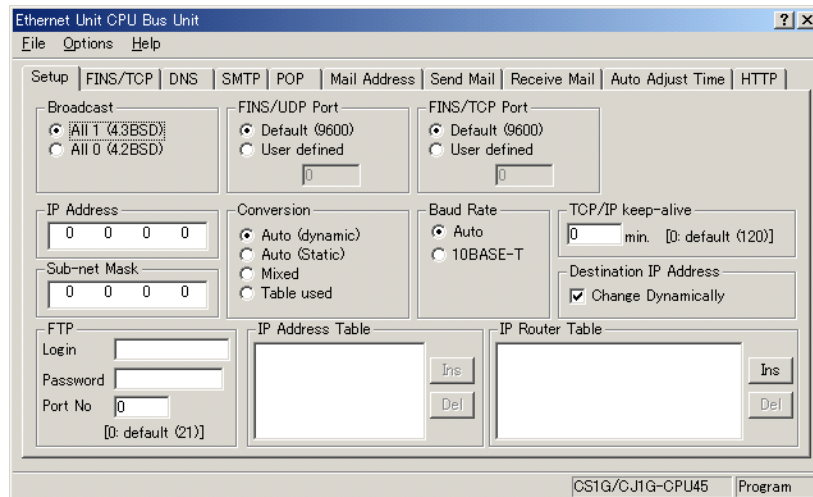 Ethernet Unit CPU Bus Unit
File Options Help
Setup FINS/TCP DNS SMTP POP Mail Address Send Mail Receive Mail Auto Adjust Time HTTP
Broadcast
All 1 (4.3BSD)
All 0 (4.2BSD)
FINS/UDP Port
Default (9600)
User defined
0
FINS/TCP Port
Default (9600)
User defined
0
IP Address
0 0 0 0
Sub-net Mask
0 0 0 0
Conversion
Auto (dynamic)
Auto (Static)
Mixed
Table used
Baud Rate
Auto
10BASE-T
TCP/IP keep-alive
0 min. [0: default (120)]
Destination IP Address
Change Dynamically
FTP
Login
Password
Port No 0
[0: default (21)]
IP Address Table
Ins
Del
IP Router Table
Ins
Del
CS1G/CJ1G-CPU45 Program